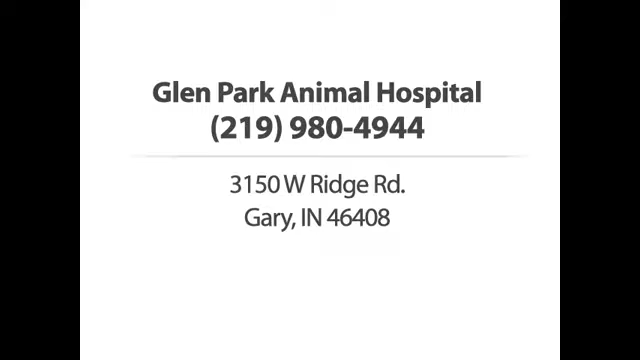 Glen Park Animal Hospital
(219) 980-4944
3150 W Ridge Rd.
Gary, IN 46408